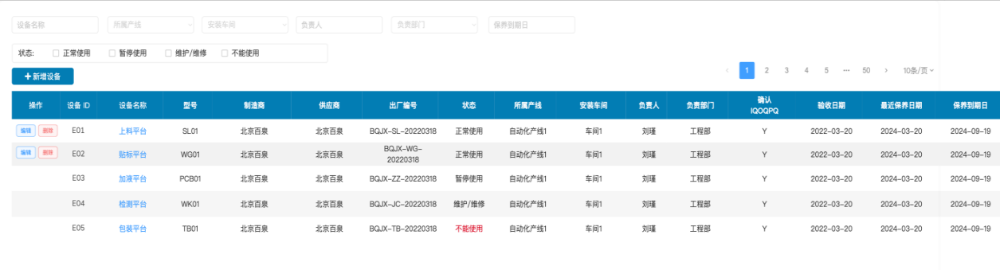 设备名称 所属产线 安装车间 负责人 负责部门 保养到期日
状态: 正常使用 暂停使用 维护/维修 不能使用
+新增设备
‹ 1 2 3 4 5 ··· 50 › 10条/页
操作 设备 ID 设备名称 型号 制造商 供应商 出厂编号 状态 所属产线 安装车间 负责人 负责部门 确认 IQOQPQ 验收日期 最近保养日期 保养到期日
编辑 删除 E01 上料平台 SL01 北京百泉 北京百泉 BQJX-SL-20220318 正常使用 自动化产线1 车间1 刘瑾 工程部 Y 2022-03-20 2024-03-20 2024-09-19
编辑 删除 E02 贴标平台 WG01 北京百泉 北京百泉 BQJX-WG-20220318 正常使用 自动化产线1 车间1 刘瑾 工程部 Y 2022-03-20 2024-03-20 2024-09-19
E03 加液平台 PCB01 北京百泉 北京百泉 BQJX-ZZ-20220318 暂停使用 自动化产线1 车间1 刘瑾 工程部 Y 2022-03-20 2024-03-20 2024-09-19
E04 检测平台 WK01 北京百泉 北京百泉 BQJX-JC-20220318 维护/维修 自动化产线1 车间1 刘瑾 工程部 Y 2022-03-20 2024-03-20 2024-09-19
E05 包装平台 TB01 北京百泉 北京百泉 BQJX-TB-20220318 不能使用 自动化产线1 车间1 刘瑾 工程部 Y 2022-03-20 2024-03-20 2024-09-19